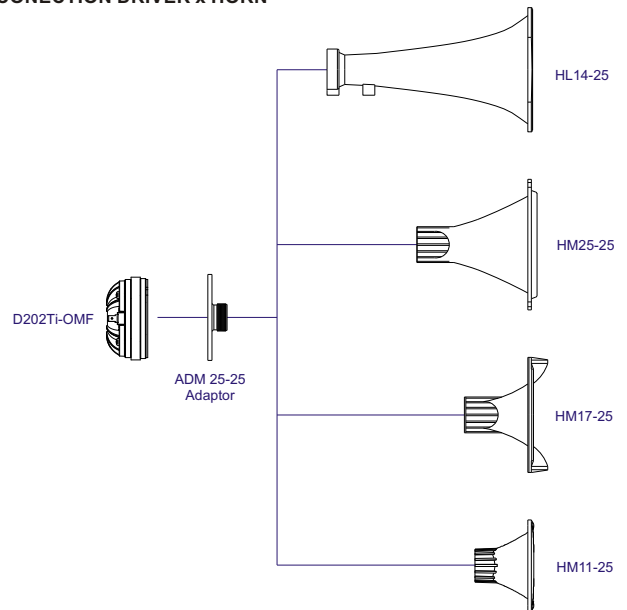 CONECTION DRIVER x HORN
HL14-25
HM25-25
D202Ti-OMF
ADM 25-25
Adaptor
HM17-25
HM11-25